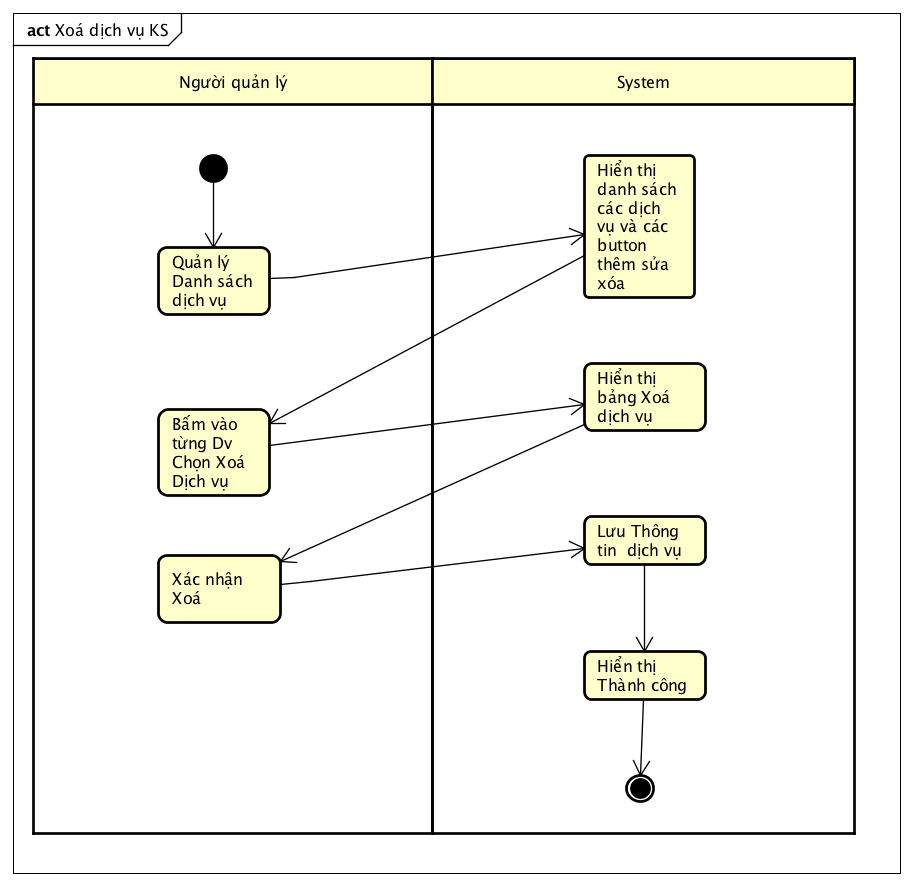 act Xoá dịch vụ KS
Người quản lý
System
Quản lý
Danh sách
dịch vụ
Hiển thị
danh sách
các dịch
vụ và các
button
thêm sửa
xóa
Bấm vào
từng Dv
Chọn Xoá
Dịch vụ
Hiển thị
bảng Xoá
dịch vụ
Xác nhận
Xoá
Lưu Thông
tin dịch vụ
Hiển thị
Thành công